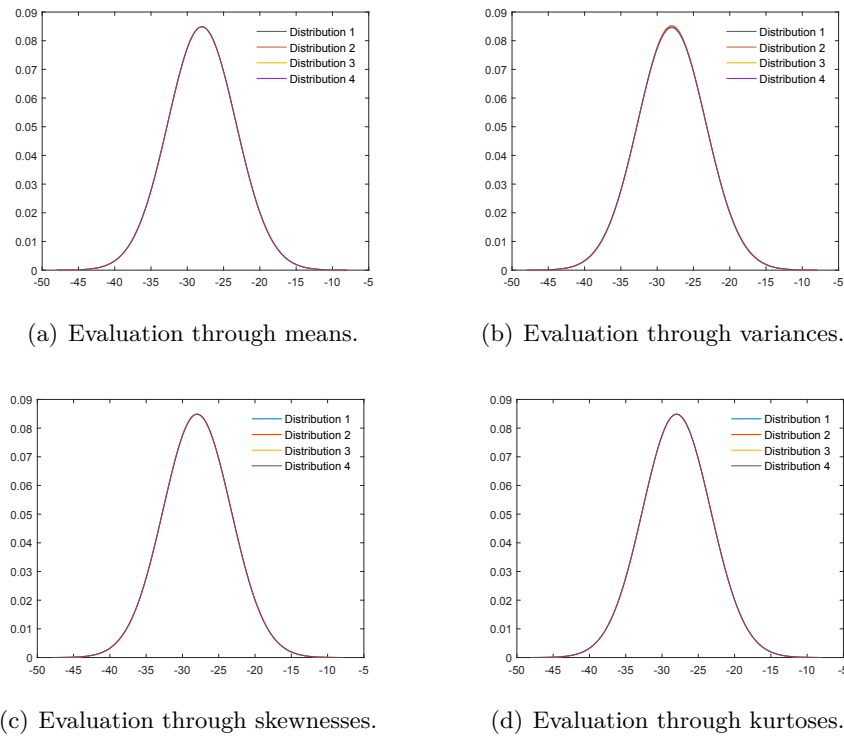 0.09
0.08
0.07
0.06
0.05
0.04
0.03
0.02
0.01
0
-50 -45 -40 -35 -30 -25 -20 -15 -10 -5
Distribution 1
Distribution 2
Distribution 3
Distribution 4
(a) Evaluation through means.
0.09
0.08
0.07
0.06
0.05
0.04
0.03
0.02
0.01
0
-50 -45 -40 -35 -30 -25 -20 -15 -10 -5
Distribution 1
Distribution 2
Distribution 3
Distribution 4
(b) Evaluation through variances.
0.09
0.08
0.07
0.06
0.05
0.04
0.03
0.02
0.01
0
-50 -45 -40 -35 -30 -25 -20 -15 -10 -5
Distribution 1
Distribution 2
Distribution 3
Distribution 4
(c) Evaluation through skewnesses.
0.09
0.08
0.07
0.06
0.05
0.04
0.03
0.02
0.01
0
-50 -45 -40 -35 -30 -25 -20 -15 -10 -5
Distribution 1
Distribution 2
Distribution 3
Distribution 4
(d) Evaluation through kurtoses.